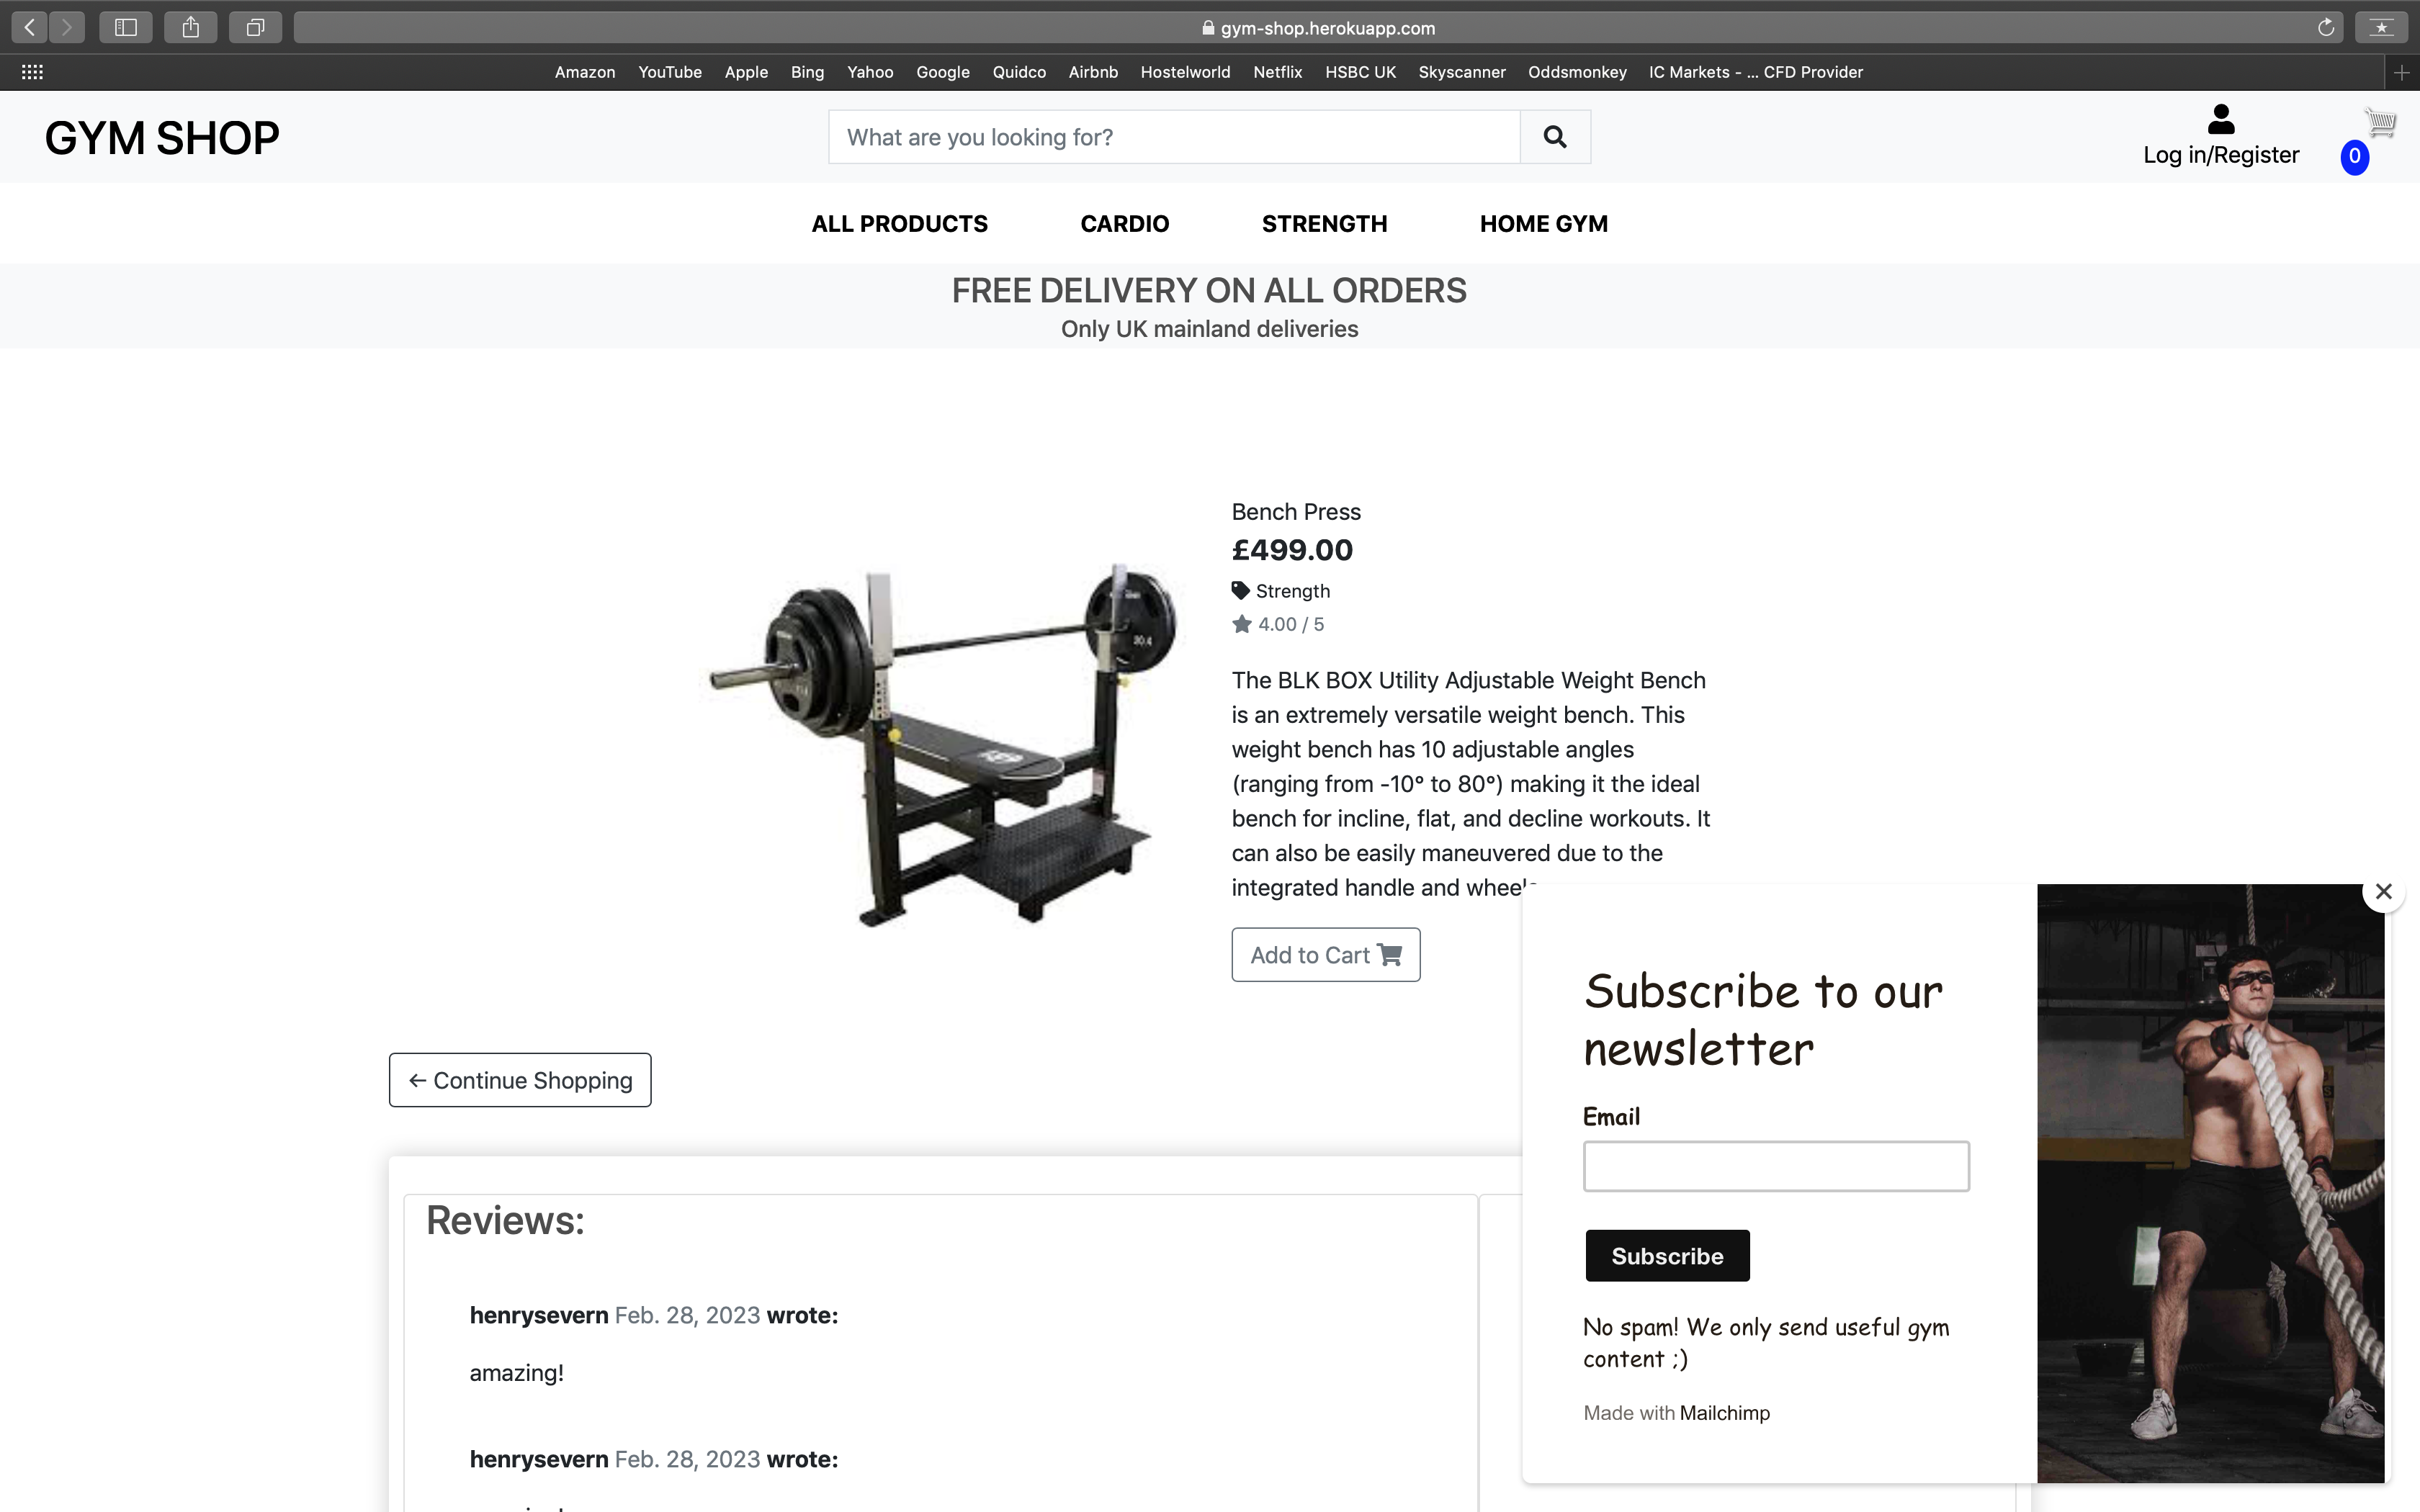 gym-shop.herokuapp.com
Amazon YouTube Apple Bing Yahoo Google Quidco Airbnb Hostelworld Netflix HSBC UK Skyscanner Oddsmonkey IC Markets - ... CFD Provider
GYM SHOP
What are you looking for?
Log in/Register
0
ALL PRODUCTS CARDIO STRENGTH HOME GYM
FREE DELIVERY ON ALL ORDERS
Only UK mainland deliveries
Bench Press
£499.00
Strength
4.00 / 5
The BLK BOX Utility Adjustable Weight Bench
is an extremely versatile weight bench. This
weight bench has 10 adjustable angles
(ranging from -10° to 80°) making it the ideal
bench for incline, flat, and decline workouts. It
can also be easily maneuvered due to the
integrated handle and wheels
Add to Cart
← Continue Shopping
Reviews:
henrysevern Feb. 28, 2023 wrote:
amazing!
henrysevern Feb. 28, 2023 wrote:
Subscribe to our
newsletter
Email
Subscribe
No spam! We only send useful gym
content ;)
Made with Mailchimp